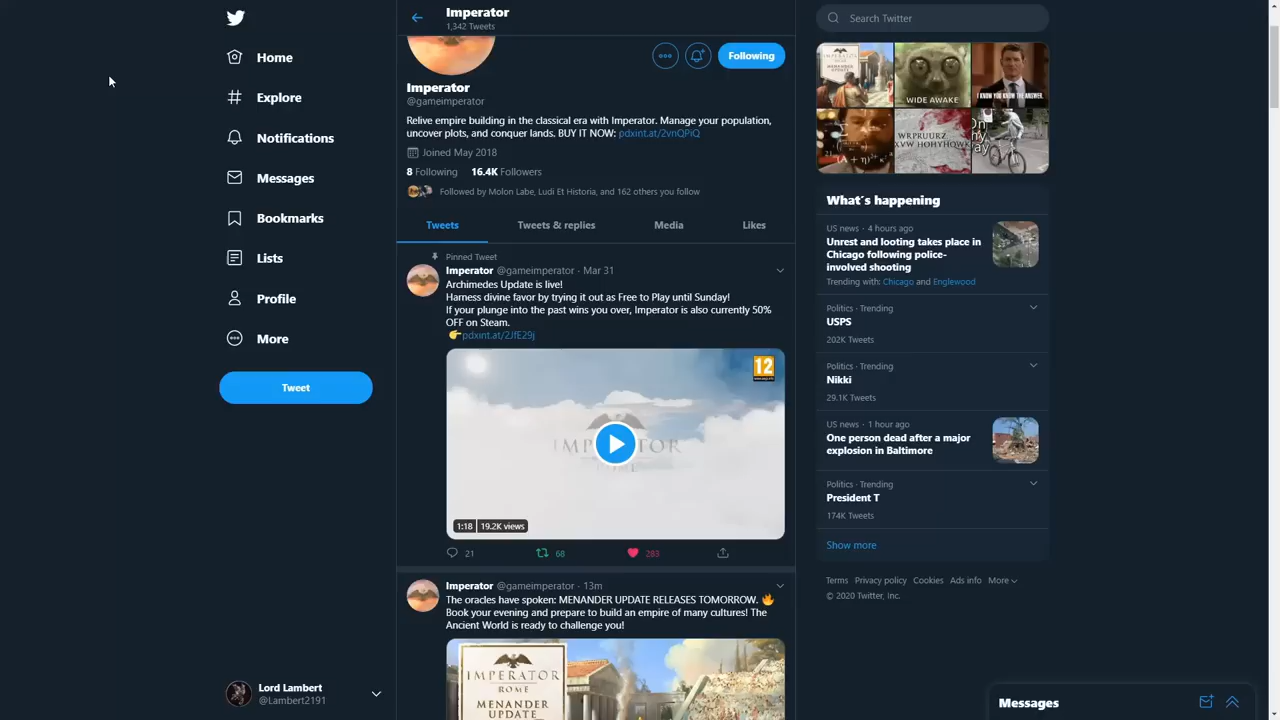 Home
Explore
Notifications
Messages
Bookmarks
Lists
Profile
More
Tweet
Lord Lambert
@Lambert2191
Imperator
1,342 Tweets
Following
Imperator
@gameimperator
Relive empire building in the classical era with Imperator. Manage your population,
uncover plots, and conquer lands. BUY IT NOW: pdxint.at/2vnQPiQ
Joined May 2018
8 Following 16.4K Followers
Followed by Molon Labe, Ludi Et Historia, and 162 others you follow
Tweets Tweets & replies Media Likes
Pinned Tweet
Imperator @gameimperator · Mar 31
Archimedes Update is live!
Harness divine favor by trying it out as Free to Play until Sunday!
If your plunge into the past wins you over, Imperator is also currently 50%
OFF on Steam.
👉pdxint.at/2JfE29j
12
IMPERATOR
ROME
1:18 19.2K views
21 68 283
Imperator @gameimperator · 13m
The oracles have spoken: MENANDER UPDATE RELEASES TOMORROW. 🔥
Book your evening and prepare to build an empire of many cultures! The
Ancient World is ready to challenge you!
IMPERATOR
ROME
MENANDER
UPDATE
Search Twitter
IMPERATOR
MENANDER
UPDATE
WIDE AWAKE
I KNOW YOU KNOW THE ANSWER.
WRPRUURZ
XVW HOHYHOWK
On
my
way
What's happening
US news · 4 hours ago
Unrest and looting takes place in
Chicago following police-
involved shooting
Trending with: Chicago and Englewood
Politics · Trending
USPS
202K Tweets
Politics · Trending
Nikki
29.1K Tweets
US news · 1 hour ago
One person dead after a major
explosion in Baltimore
Politics · Trending
President T
174K Tweets
Show more
Terms Privacy policy Cookies Ads info More
© 2020 Twitter, Inc.
Messages